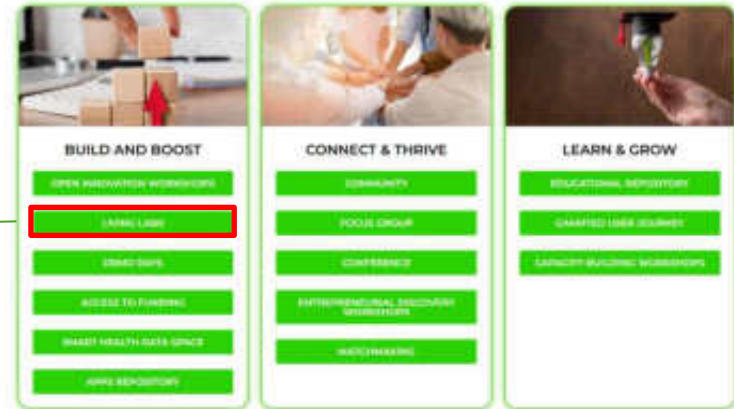 BUILD AND BOOST
OPEN INNOVATION WORKSHOPS
LIVING LABS
DEMO DAYS
ACCESS TO FUNDING
SMART HEALTH DATA SPACE
APPS REPOSITORY
CONNECT & THRIVE
COMMUNITY
FOCUS GROUP
CONFERENCE
ENTREPRENEURIAL DISCOVERY
WORKSHOPS
MATCHMAKING
LEARN & GROW
EDUCATIONAL REPOSITORY
GAMIFIED USER JOURNEY
CAPACITY BUILDING WORKSHOPS